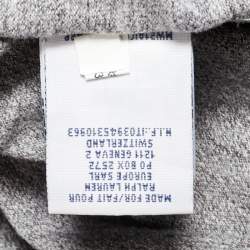 MADE FOR/FAIT POUR
RALPH LAUREN
EUROPE SARL
PO BOX 2572
1211 GENEVA 2
SWITZERLAND
N.I.F.:IT03945310963